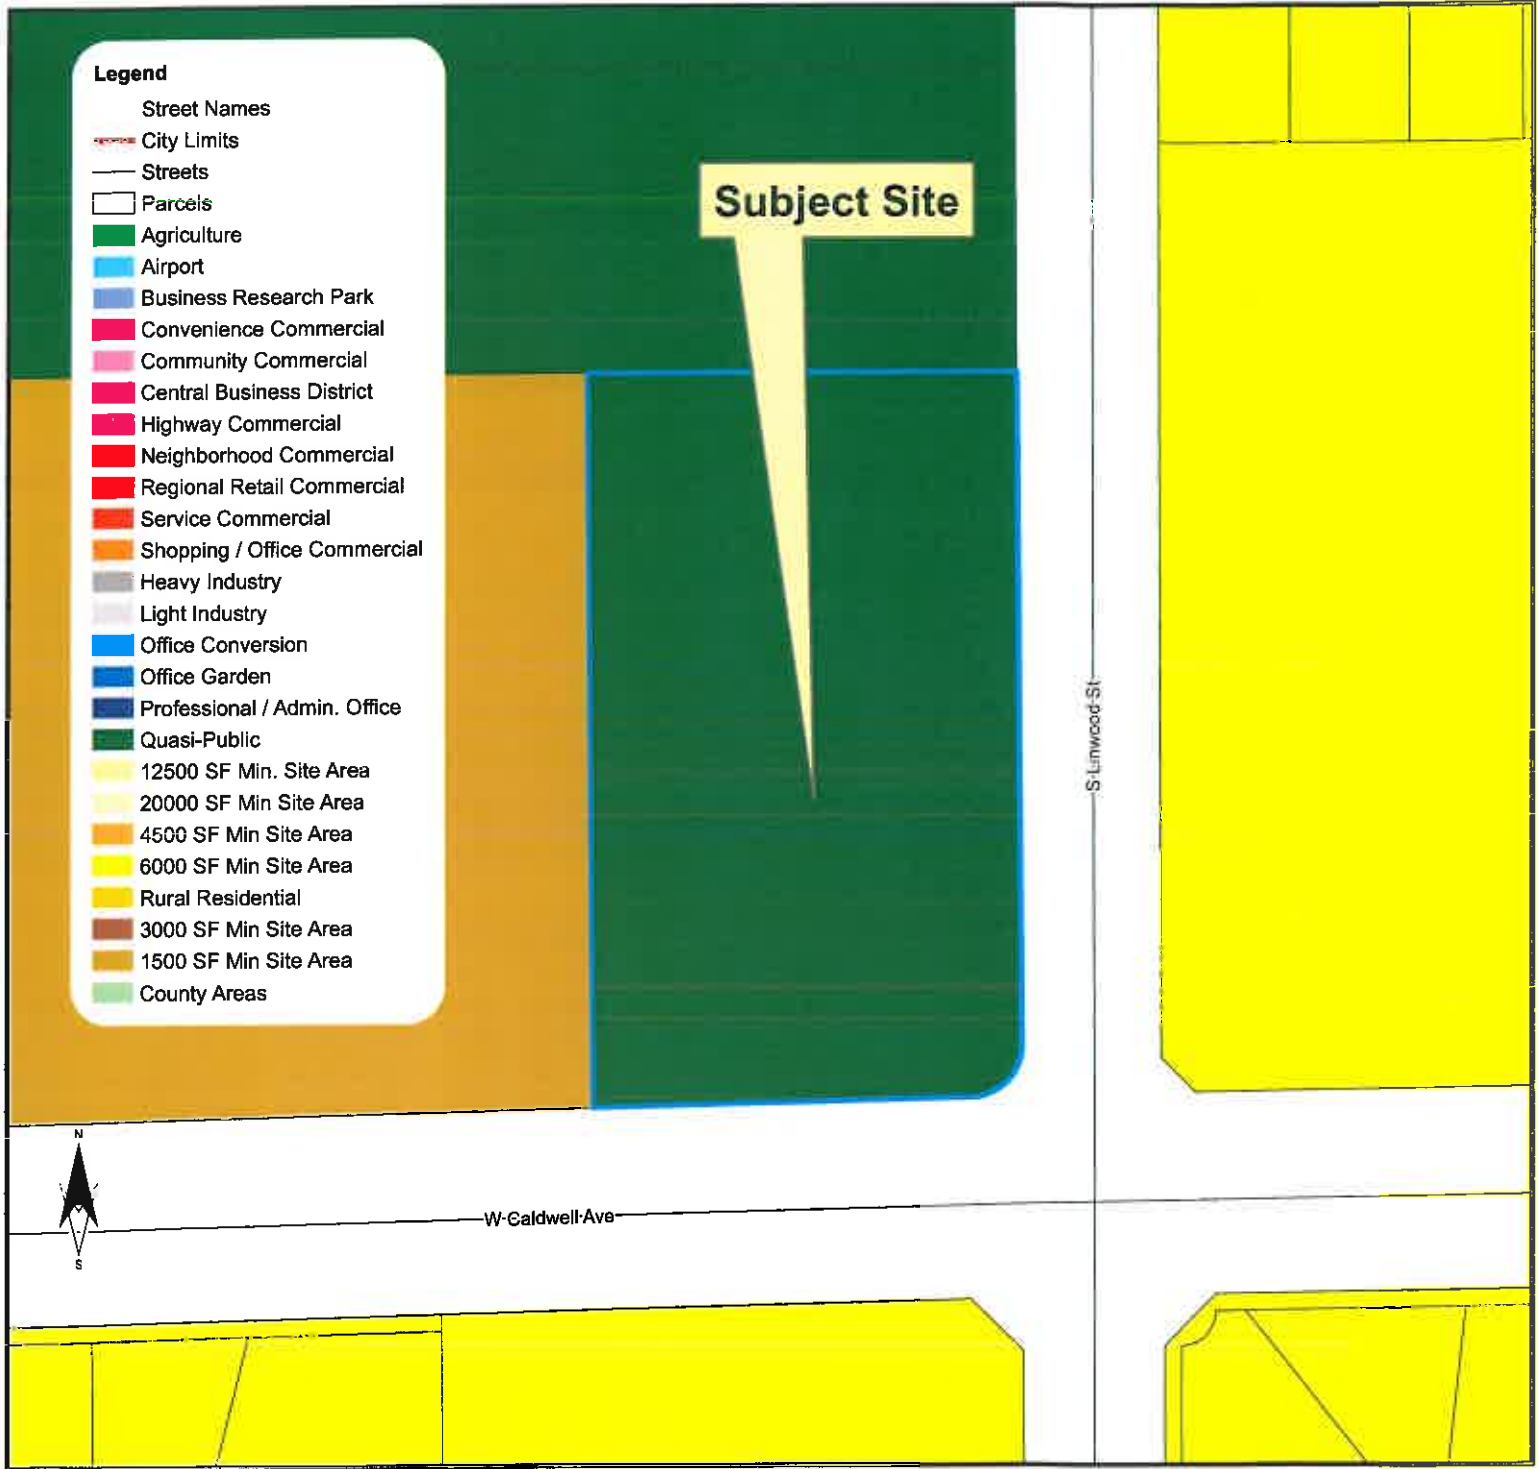 Legend
Street Names
City Limits
Streets
Parcels
Agriculture
Airport
Business Research Park
Convenience Commercial
Community Commercial
Central Business District
Highway Commercial
Neighborhood Commercial
Regional Retail Commercial
Service Commercial
Shopping / Office Commercial
Heavy Industry
Light Industry
Office Conversion
Office Garden
Professional / Admin. Office
Quasi-Public
12500 SF Min. Site Area
20000 SF Min Site Area
4500 SF Min Site Area
6000 SF Min Site Area
Rural Residential
3000 SF Min Site Area
1500 SF Min Site Area
County Areas
Subject Site
S Linwood St
N
S
W Caldwell Ave